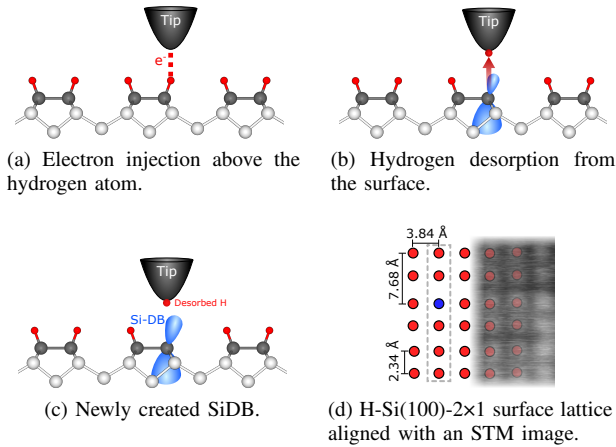 Tip
e-
Tip
(a) Electron injection above the
hydrogen atom.
(b) Hydrogen desorption from
the surface.
Tip
Desorbed H
Si-DB
(c) Newly created SiDB.
3.84 Å
7.68 Å
2.34 Å
(d) H-Si(100)-2×1 surface lattice
aligned with an STM image.